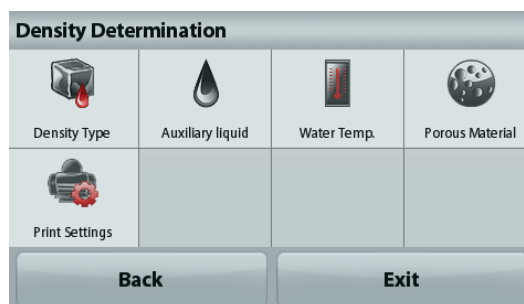 Density Determination
Density Type
Auxiliary liquid
Water Temp.
Porous Material
Print Settings
Back
Exit